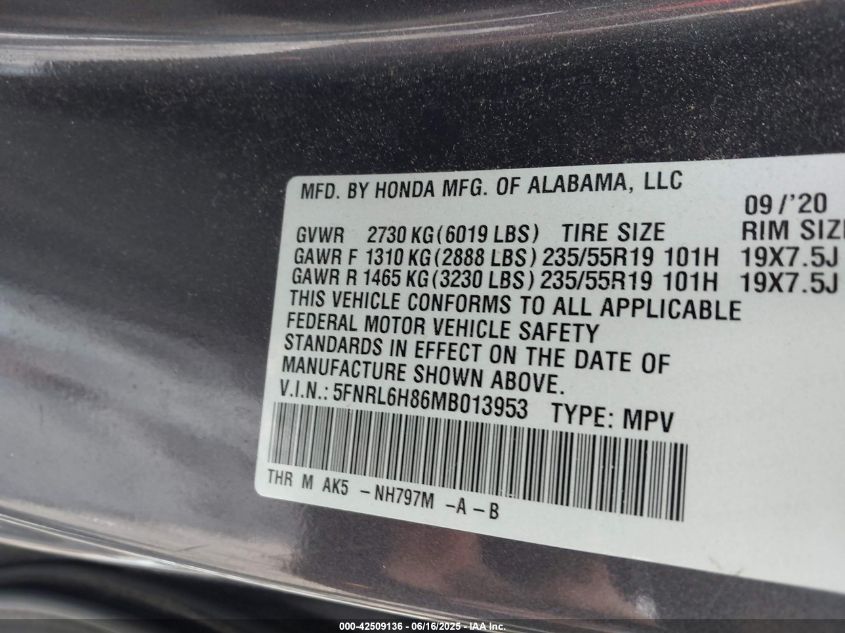 MFD. BY HONDA MFG. OF ALABAMA, LLC
09/'20
GVWR 2730 KG(6019 LBS) TIRE SIZE RIM SIZE
GAWR F 1310 KG(2888 LBS) 235/55R19 101H 19X7.5J
GAWR R 1465 KG(3230 LBS) 235/55R19 101H 19X7.5J
THIS VEHICLE CONFORMS TO ALL APPLICABLE
FEDERAL MOTOR VEHICLE SAFETY
STANDARDS IN EFFECT ON THE DATE OF
MANUFACTURE SHOWN ABOVE.
V.I.N.: 5FNRL6H86MB013953 TYPE: MPV
THR M AK5 -NH797M -A-B
000-42509136 - 06/16/2025 - IAA Inc.